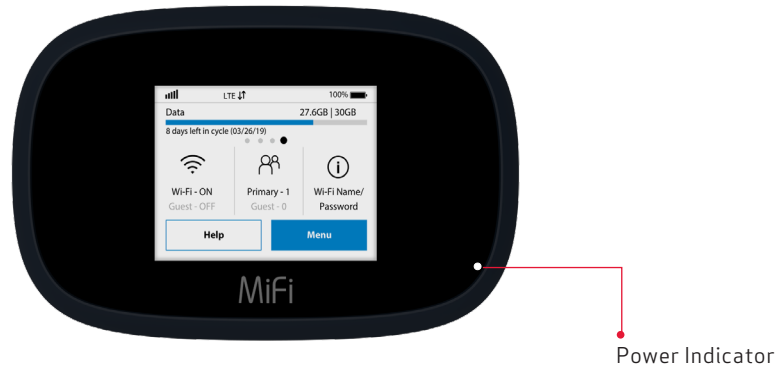 LTE 100%
Data 27.6GB | 30GB
8 days left in cycle (03/26/19)
Wi-Fi - ON Primary - 1 Wi-Fi Name/
Guest - OFF Guest - 0 Password
Help Menu
MiFi
Power Indicator